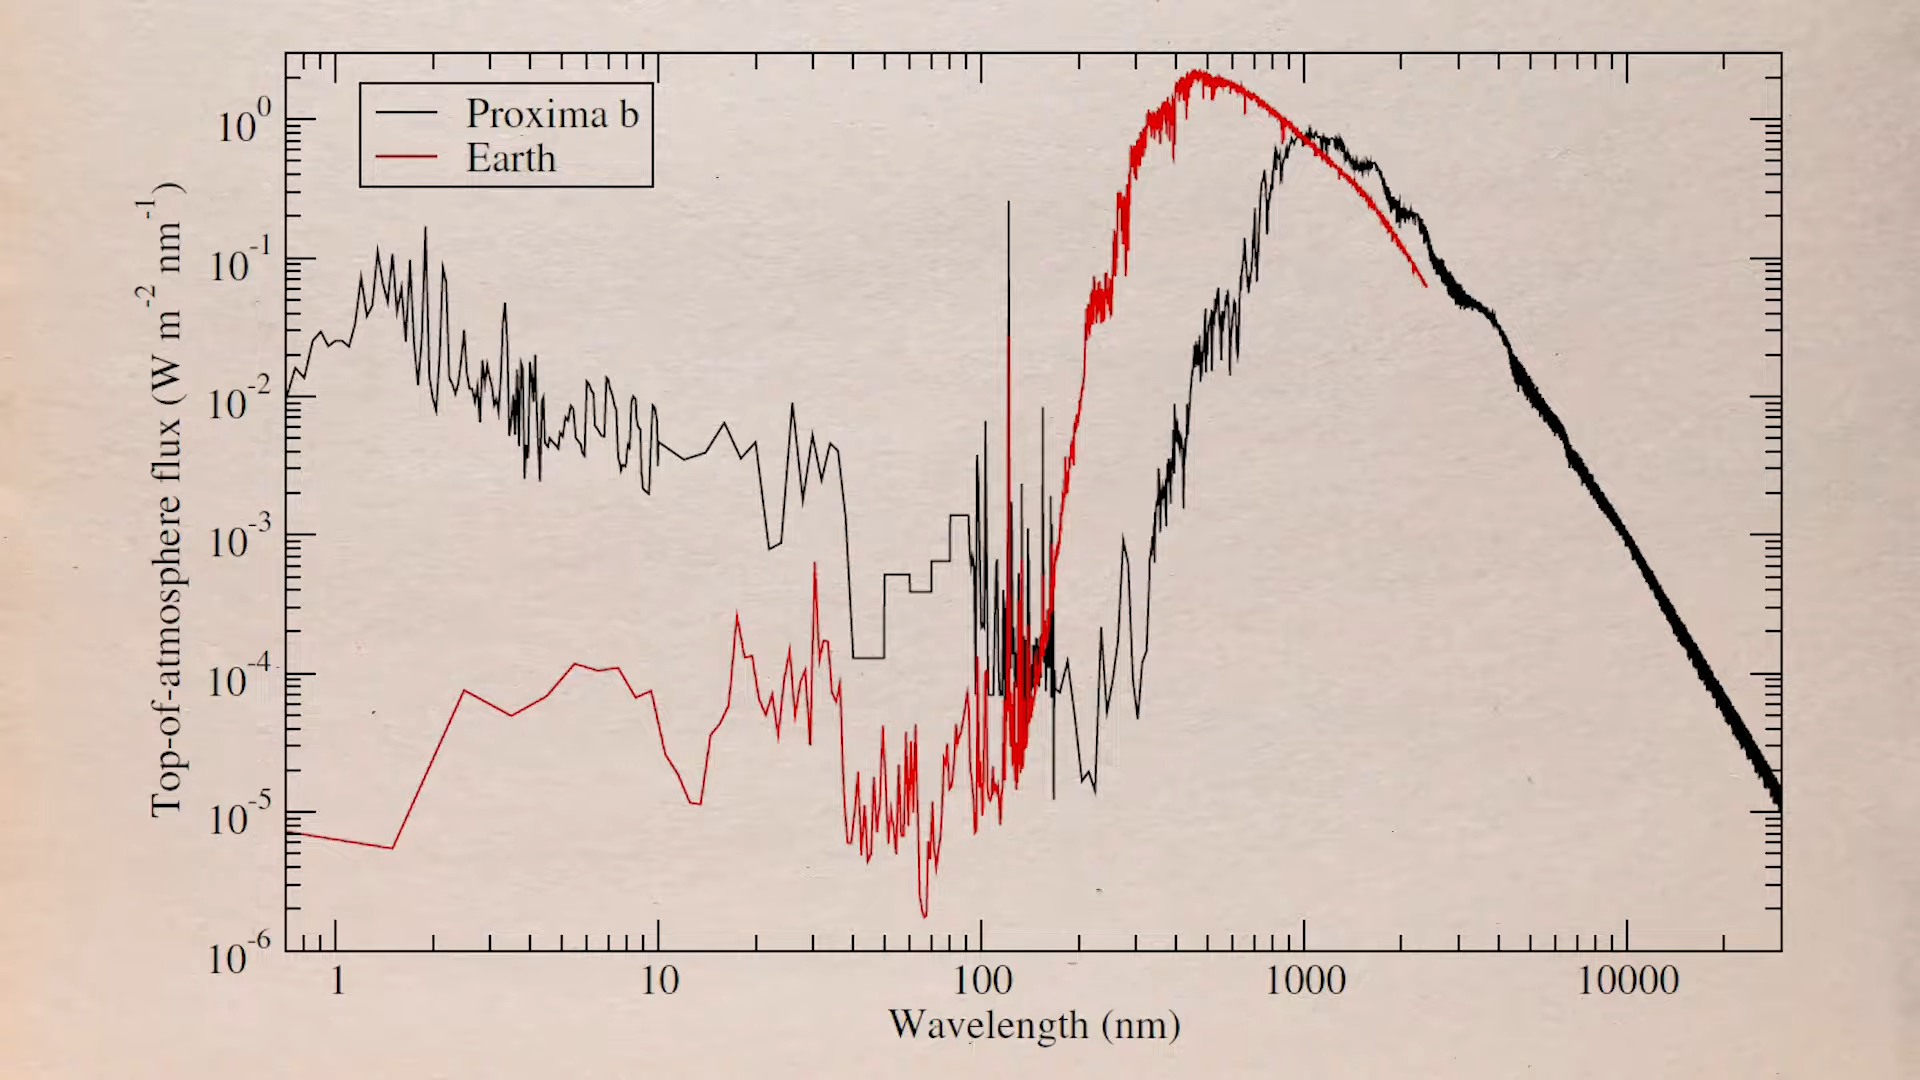 Proxima b
Earth
10^0
10^-1
10^-2
10^-3
10^-4
10^-5
10^-6
Top-of-atmosphere flux (W m^-2 nm^-1)
1 10 100 1000 10000
Wavelength (nm)